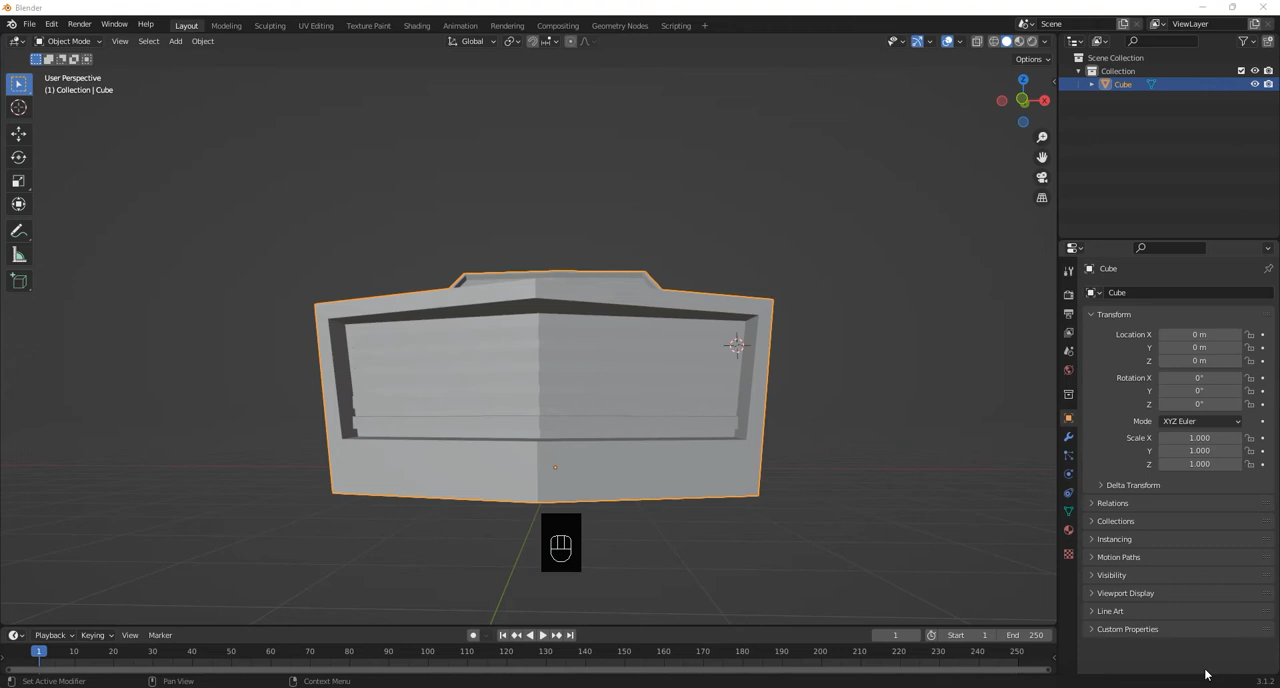 Blender
File Edit Render Window Help Layout Modeling Sculpting UV Editing Texture Paint Shading Animation Rendering Compositing Geometry Nodes Scripting + Scene ViewLayer
Object Mode View Select Add Object Global
Options
User Perspective
(1) Collection | Cube
Z
X
Scene Collection
Collection
Cube
Cube
Cube
Transform
Location X 0 m
Y 0 m
Z 0 m
Rotation X 0°
Y 0°
Z 0°
Mode XYZ Euler
Scale X 1.000
Y 1.000
Z 1.000
Delta Transform
Relations
Collections
Instancing
Motion Paths
Visibility
Viewport Display
Line Art
Custom Properties
Playback Keying View Marker 1 Start 1 End 250
1 10 20 30 40 50 60 70 80 90 100 110 120 130 140 150 160 170 180 190 200 210 220 230 240 250
Set Active Modifier Pan View Context Menu 3.1.2